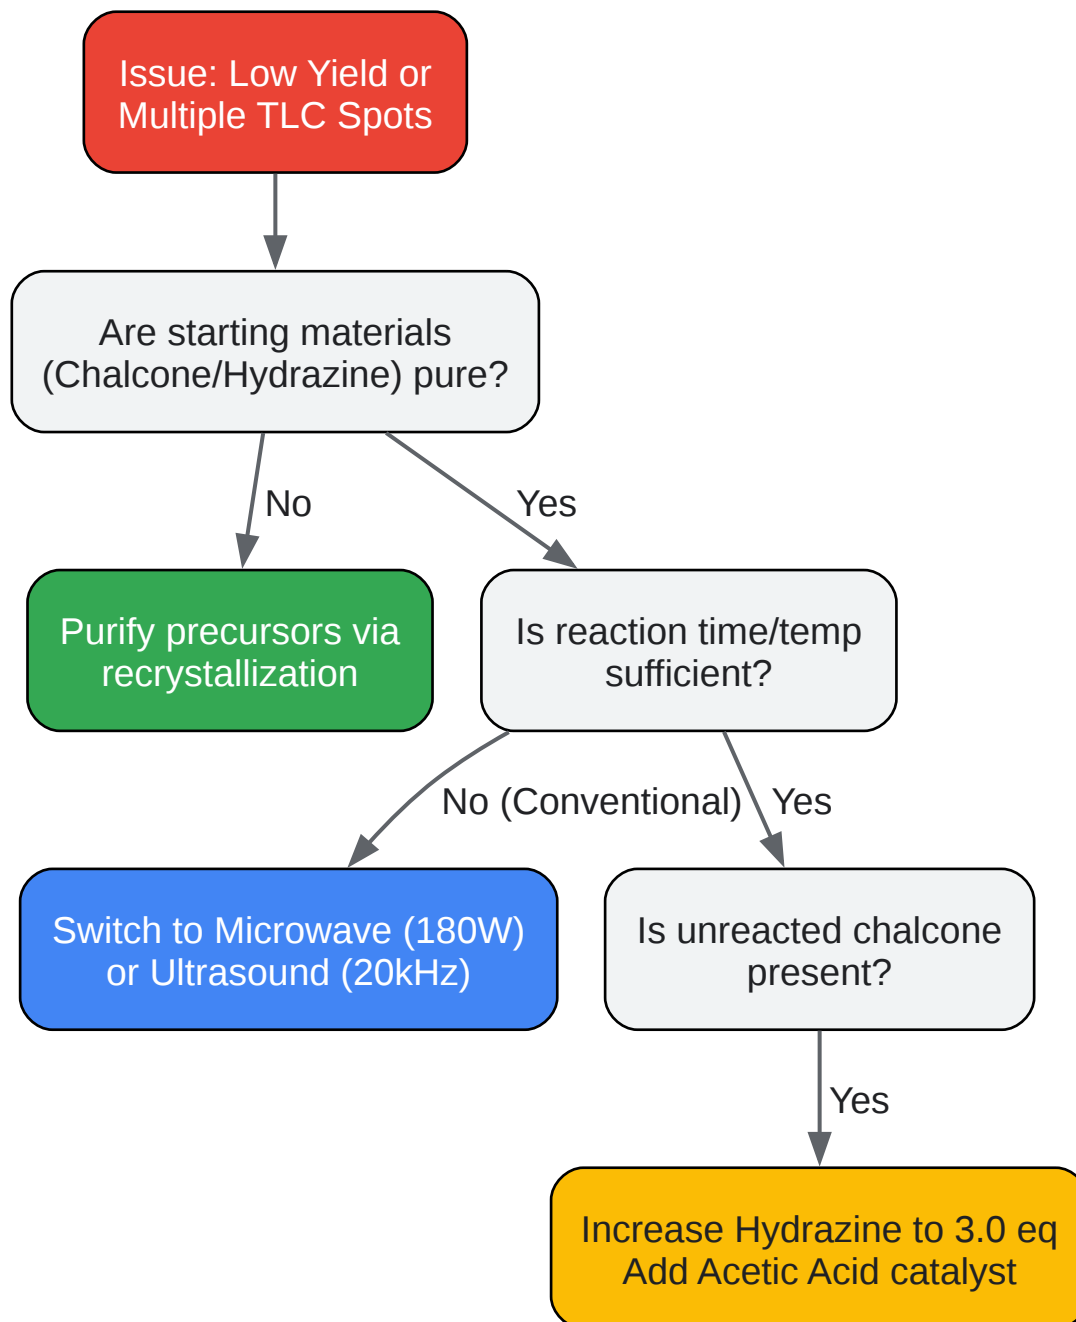 Issue: Low Yield or
Multiple TLC Spots
Are starting materials
(Chalcone/Hydrazine) pure?
No
Yes
Purify precursors via
recrystallization
Is reaction time/temp
sufficient?
No (Conventional)
Yes
Switch to Microwave (180W)
or Ultrasound (20kHz)
Is unreacted chalcone
present?
Yes
Increase Hydrazine to 3.0 eq
Add Acetic Acid catalyst